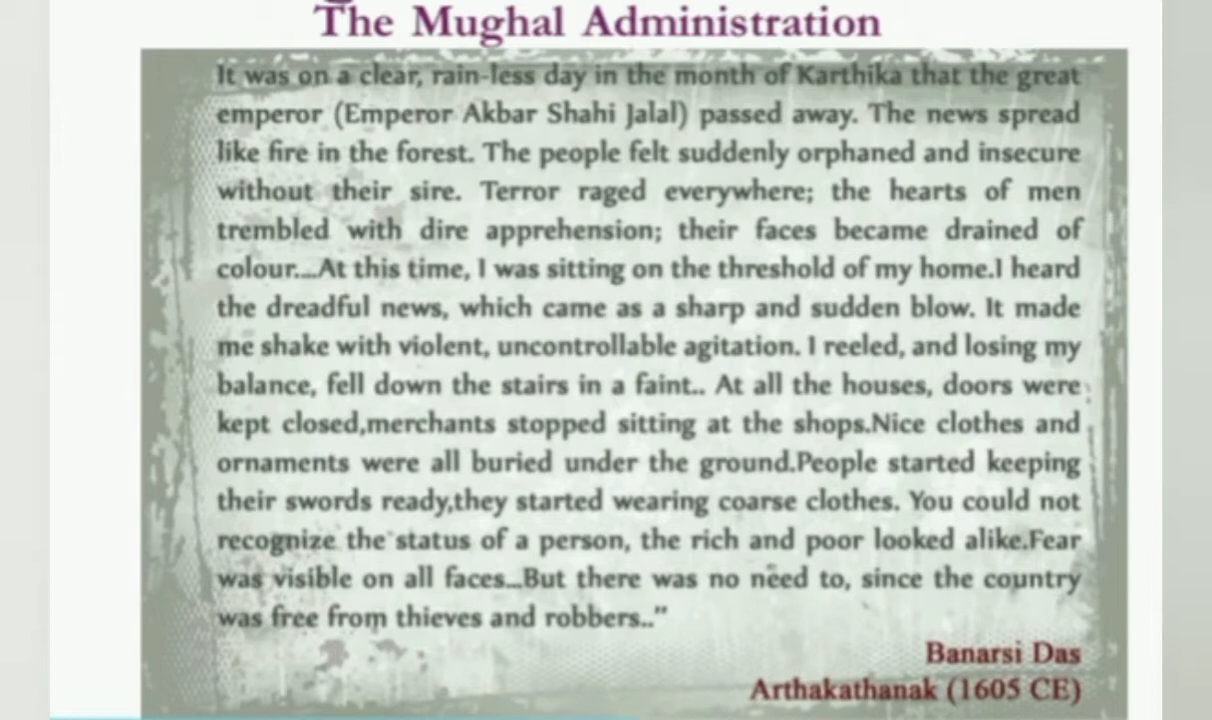 The Mughal Administration
It was on a clear, rain-less day in the month of Karthika that the great
emperor (Emperor Akbar Shahi Jalal) passed away. The news spread
like fire in the forest. The people felt suddenly orphaned and insecure
without their sire. Terror raged everywhere; the hearts of men
trembled with dire apprehension; their faces became drained of
colour...At this time, I was sitting on the threshold of my home.I heard
the dreadful news, which came as a sharp and sudden blow. It made
me shake with violent, uncontrollable agitation. I reeled, and losing my
balance, fell down the stairs in a faint.. At all the houses, doors were
kept closed,merchants stopped sitting at the shops.Nice clothes and
ornaments were all buried under the ground.People started keeping
their swords ready,they started wearing coarse clothes. You could not
recognize the status of a person, the rich and poor looked alike.Fear
was visible on all faces...But there was no need to, since the country
was free from thieves and robbers.."
Banarsi Das
Arthakathanak (1605 CE)